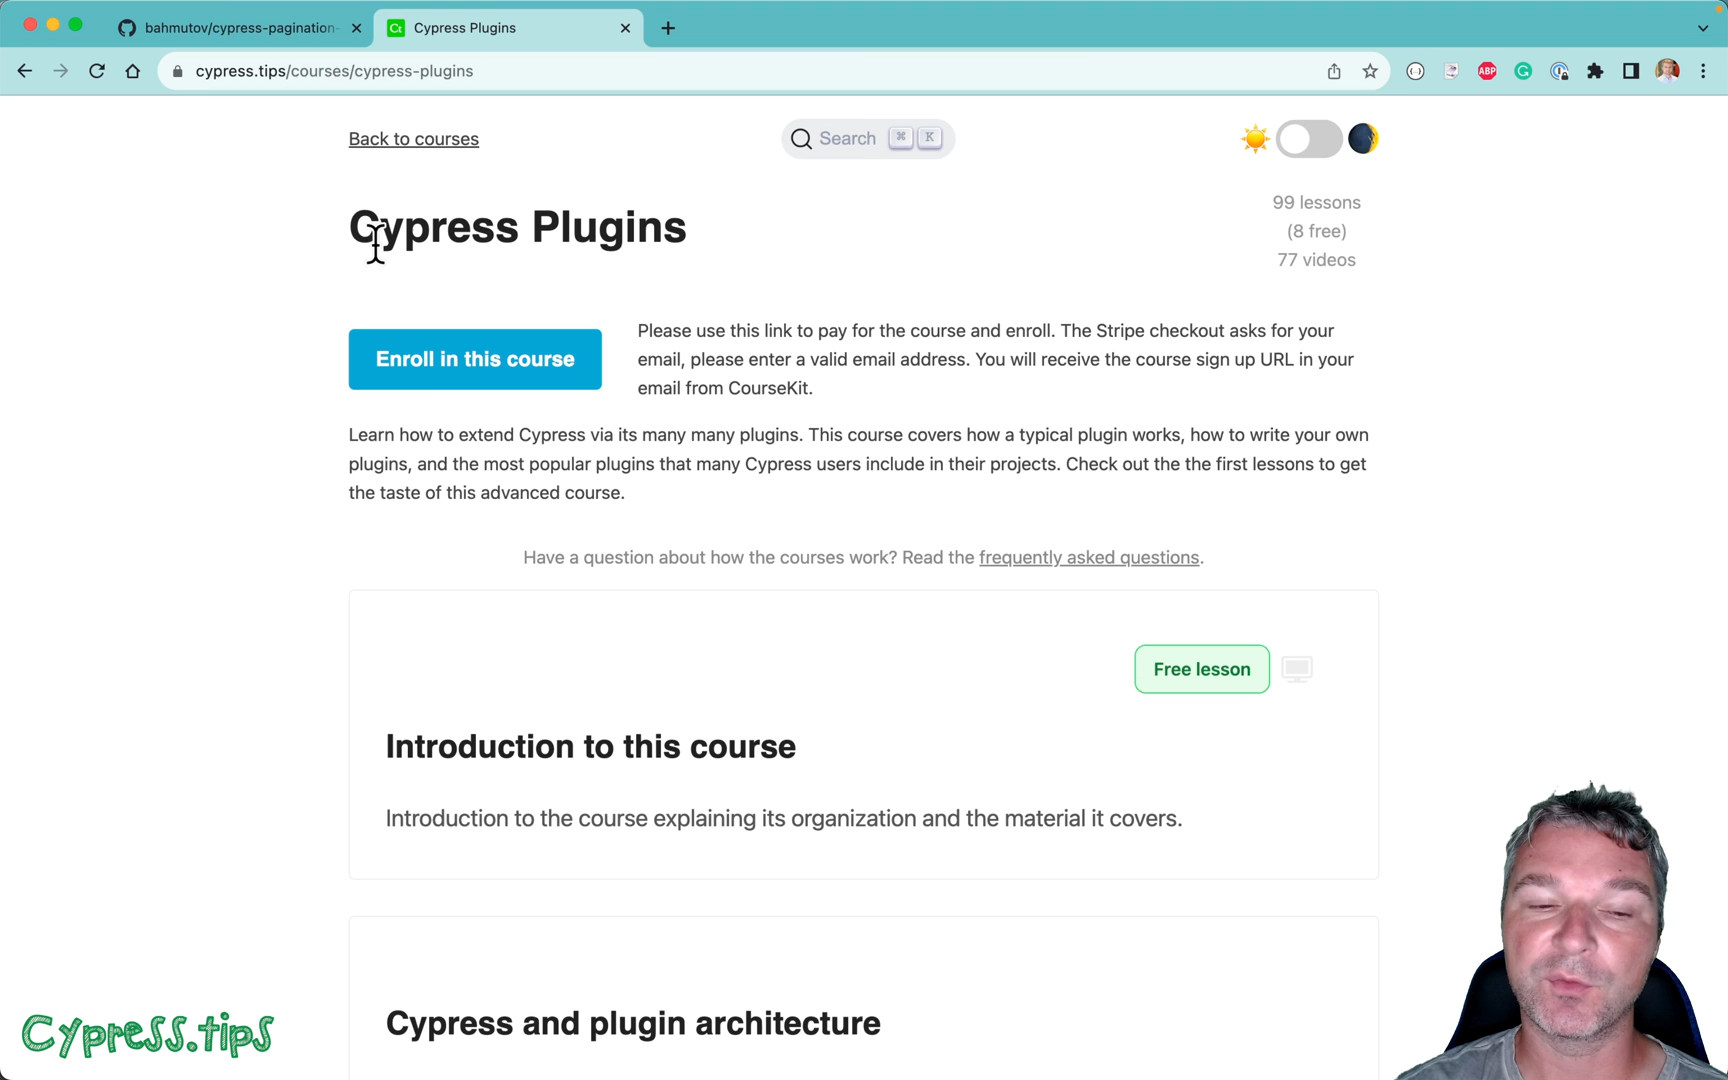 bahmutov/cypress-pagination-
Ct Cypress Plugins
cypress.tips/courses/cypress-plugins
ABP
Back to courses
Search ⌘ K
Cypress Plugins
99 lessons
(8 free)
77 videos
Enroll in this course
Please use this link to pay for the course and enroll. The Stripe checkout asks for your
email, please enter a valid email address. You will receive the course sign up URL in your
email from CourseKit.
Learn how to extend Cypress via its many many plugins. This course covers how a typical plugin works, how to write your own
plugins, and the most popular plugins that many Cypress users include in their projects. Check out the the first lessons to get
the taste of this advanced course.
Have a question about how the courses work? Read the frequently asked questions.
Free lesson
Introduction to this course
Introduction to the course explaining its organization and the material it covers.
Cypress and plugin architecture
Cypress.tips